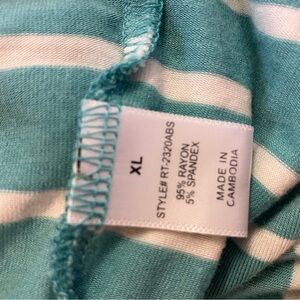 XL
STYLE# RT-2320ABS
95% RAYON
5% SPANDEX
MADE IN
CAMBODIA